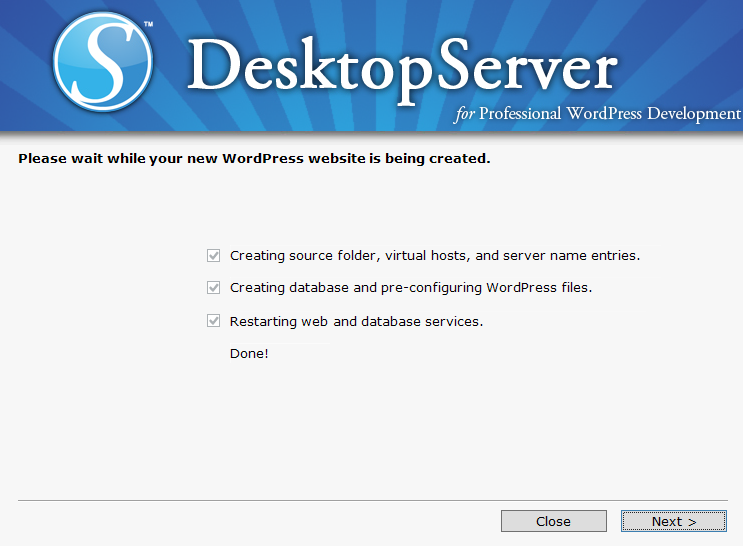 S™
DesktopServer
for Professional WordPress Development
Please wait while your new WordPress website is being created.
Creating source folder, virtual hosts, and server name entries.
Creating database and pre-configuring WordPress files.
Restarting web and database services.
Done!
Close
Next >